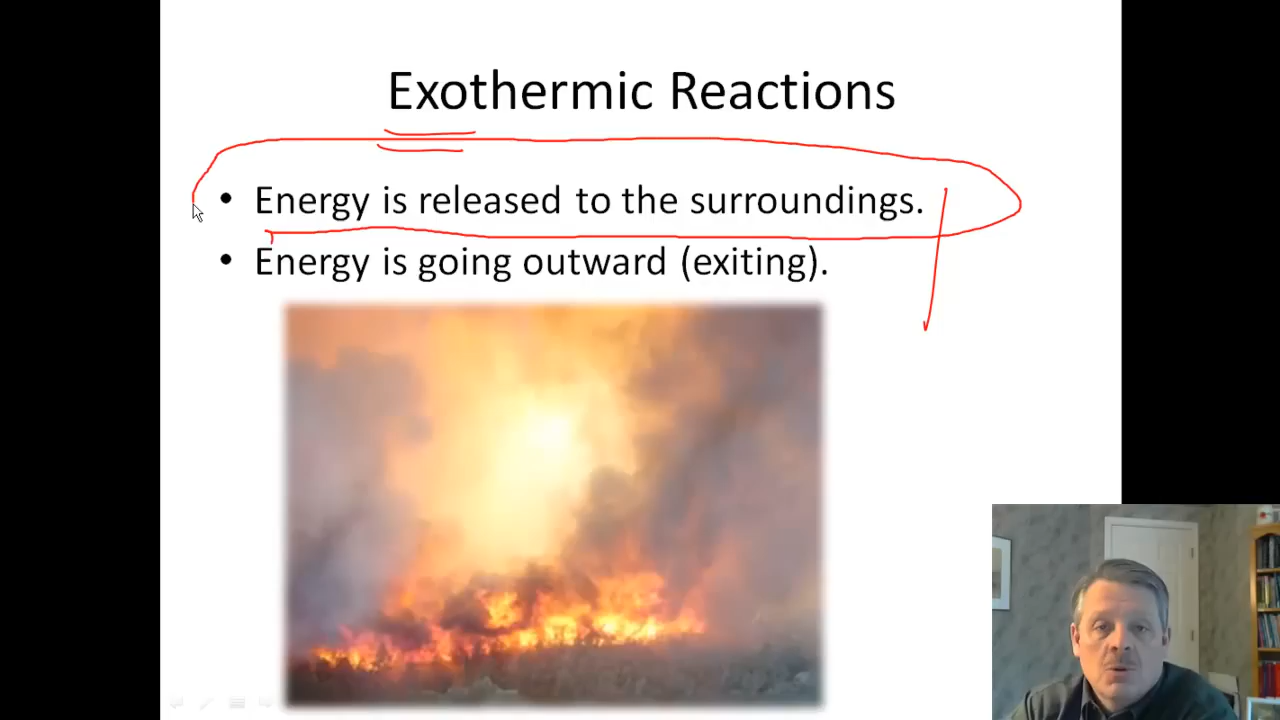 Exothermic Reactions
• Energy is released to the surroundings.
• Energy is going outward (exiting).